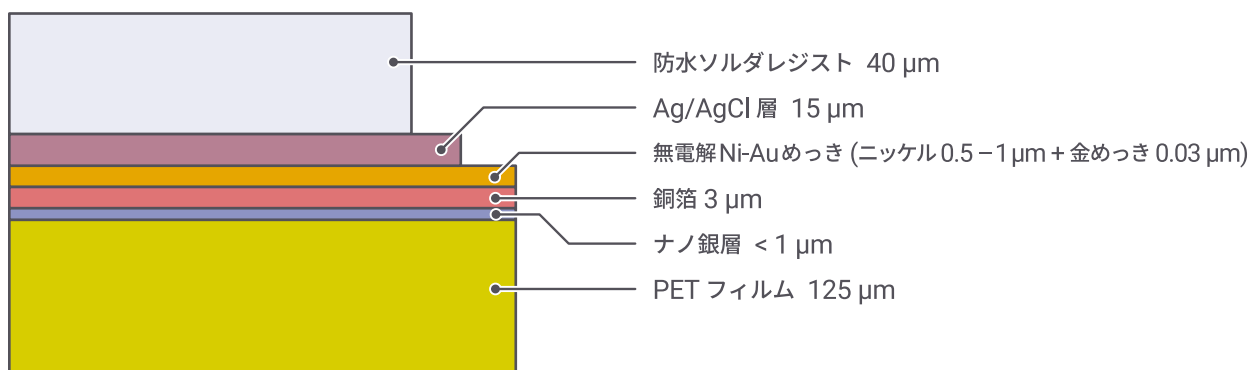 防水ソルダレジスト 40 µm
Ag/AgCl 層 15 µm
無電解Ni-Auめっき (ニッケル 0.5－1 µm + 金めっき 0.03 µm)
銅箔 3 µm
ナノ銀層 < 1 µm
PET フィルム 125 µm